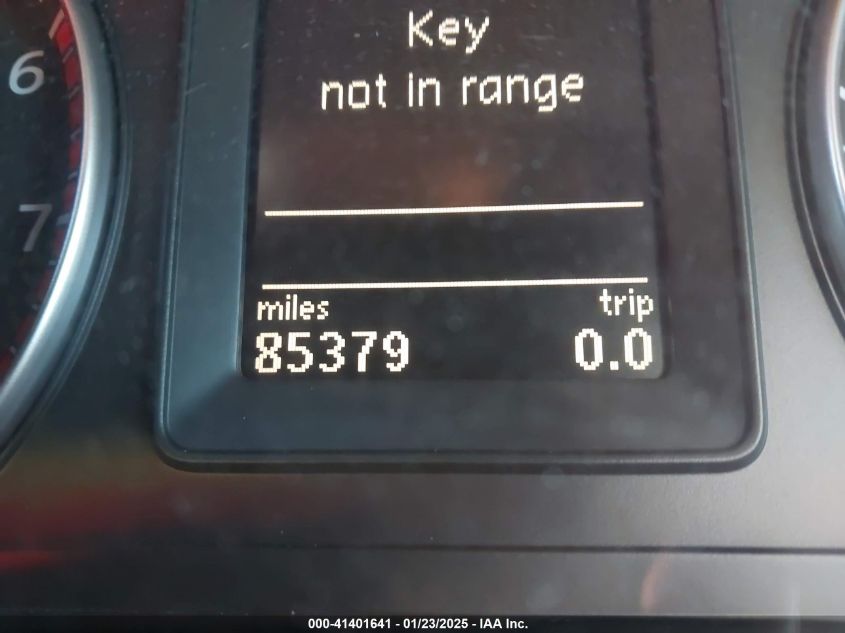 6
7
Key
not in range
miles trip
85379 0.0
000-41401641 / 01/23/2025 - IAA Inc.